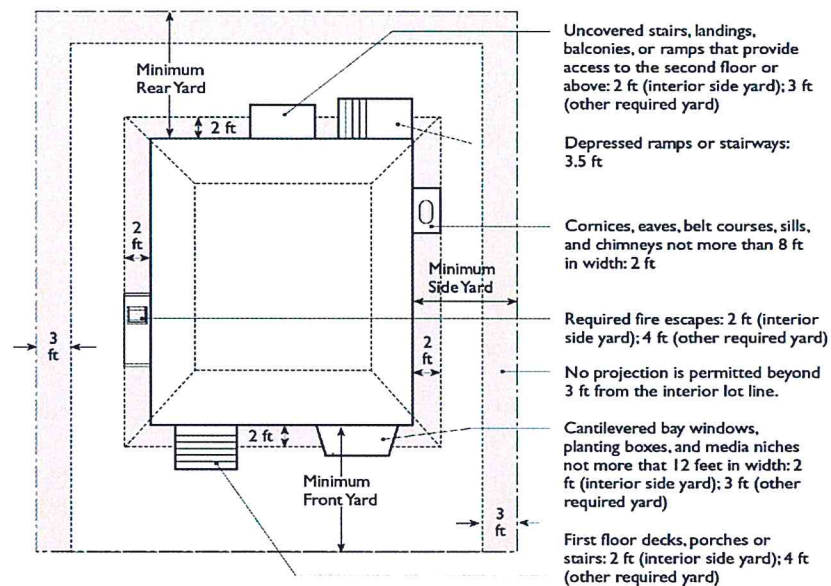 Minimum
Rear Yard
2 ft
2
ft
Minimum
Side Yard
3
ft
2
ft
2 ft
Minimum
Front Yard
3
ft
Uncovered stairs, landings,
balconies, or ramps that provide
access to the second floor or
above: 2 ft (interior side yard); 3 ft
(other required yard)
Depressed ramps or stairways:
3.5 ft
Cornices, eaves, belt courses, sills,
and chimneys not more than 8 ft
in width: 2 ft
Required fire escapes: 2 ft (interior
side yard); 4 ft (other required yard)
No projection is permitted beyond
3 ft from the interior lot line.
Cantilevered bay windows,
planting boxes, and media niches
not more that 12 feet in width: 2
ft (interior side yard); 3 ft (other
required yard)
First floor decks, porches or
stairs: 2 ft (interior side yard); 4 ft
(other required yard)